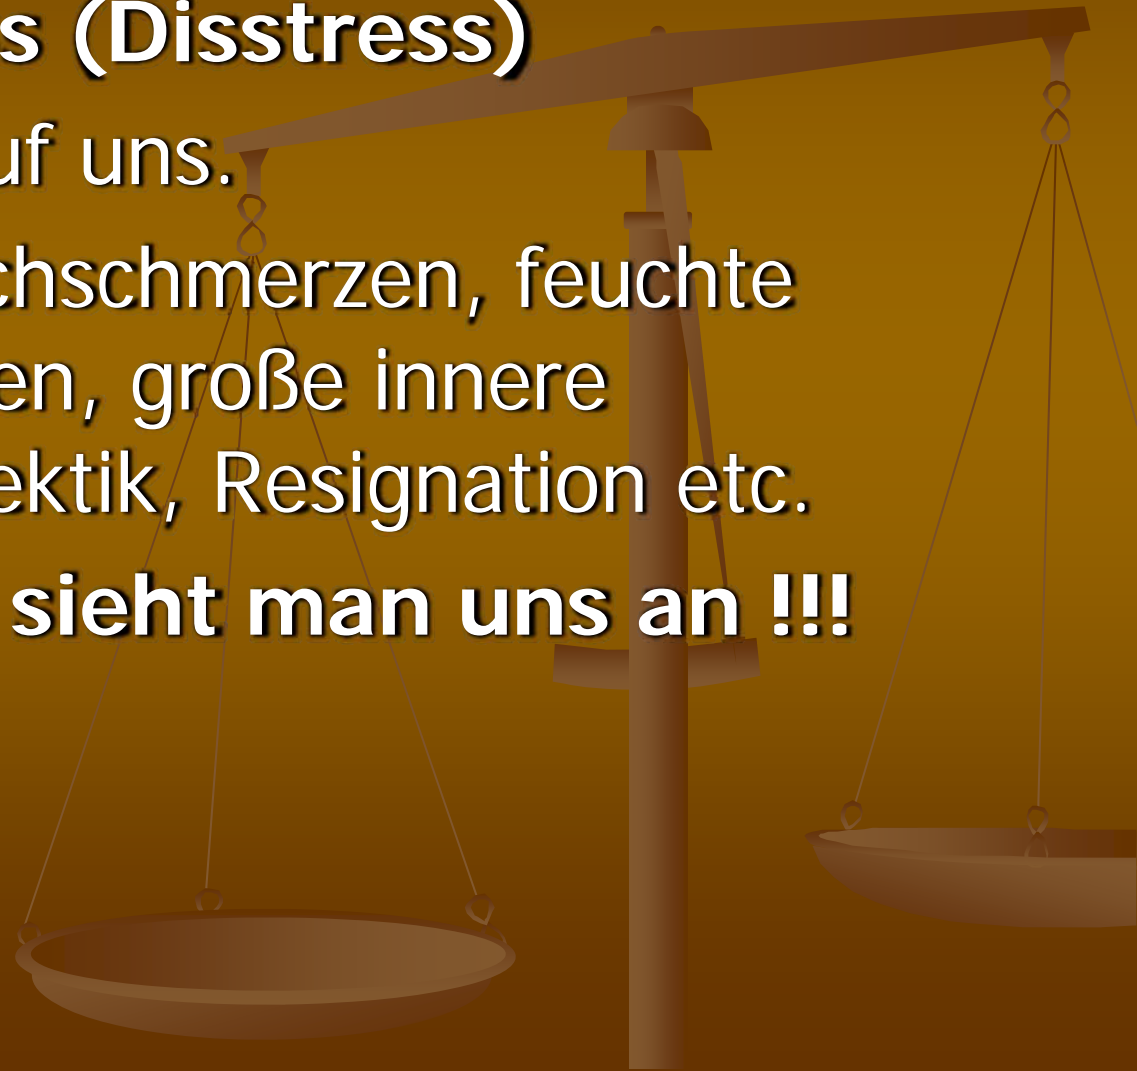 s (Disstress)
uf uns.
chschmerzen, feuchte
en, große innere
ektik, Resignation etc.
sieht man uns an !!!